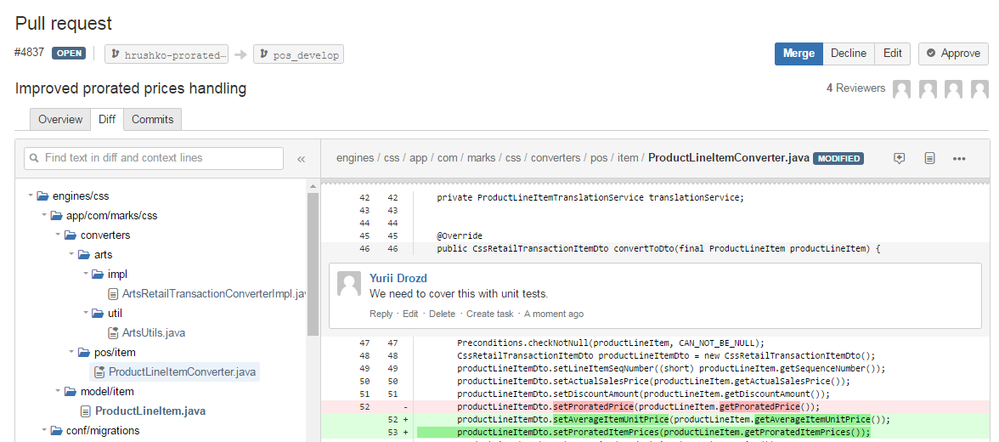 Pull request
#4837 OPEN hrushko-prorated… pos_develop Merge Decline Edit Approve
Improved prorated prices handling 4 Reviewers
Overview Diff Commits
Find text in diff and context lines «
engines/css
app/com/marks/css
converters
arts
impl
ArtsRetailTransactionConverterImpl.jav
util
ArtsUtils.java
pos/item
ProductLineItemConverter.java
model/item
ProductLineItem.java
conf/migrations
engines / css / app / com / marks / css / converters / pos / item / ProductLineItemConverter.java MODIFIED •••
42 42 private ProductLineItemTranslationService translationService;
43 43
44 44
45 45 @Override
46 46 public CssRetailTransactionItemDto convertToDto(final ProductLineItem productLineItem) {
Yurii Drozd
We need to cover this with unit tests.
Reply · Edit · Delete · Create task · A moment ago
47 47 Preconditions.checkNotNull(productLineItem, CAN_NOT_BE_NULL);
48 48 CssRetailTransactionItemDto productLineItemDto = new CssRetailTransactionItemDto();
49 49 productLineItemDto.setLineItemSeqNumber((short) productLineItem.getSequenceNumber());
50 50 productLineItemDto.setActualSalesPrice(productLineItem.getActualSalesPrice());
51 51 productLineItemDto.setDiscountAmount(productLineItem.getDiscountAmount());
52 - productLineItemDto.setProratedPrice(productLineItem.getProratedPrice());
52 + productLineItemDto.setAverageItemUnitPrice(productLineItem.getAverageItemUnitPrice());
53 + productLineItemDto.setProratedItemPrices(productLineItem.getProratedItemPrices());